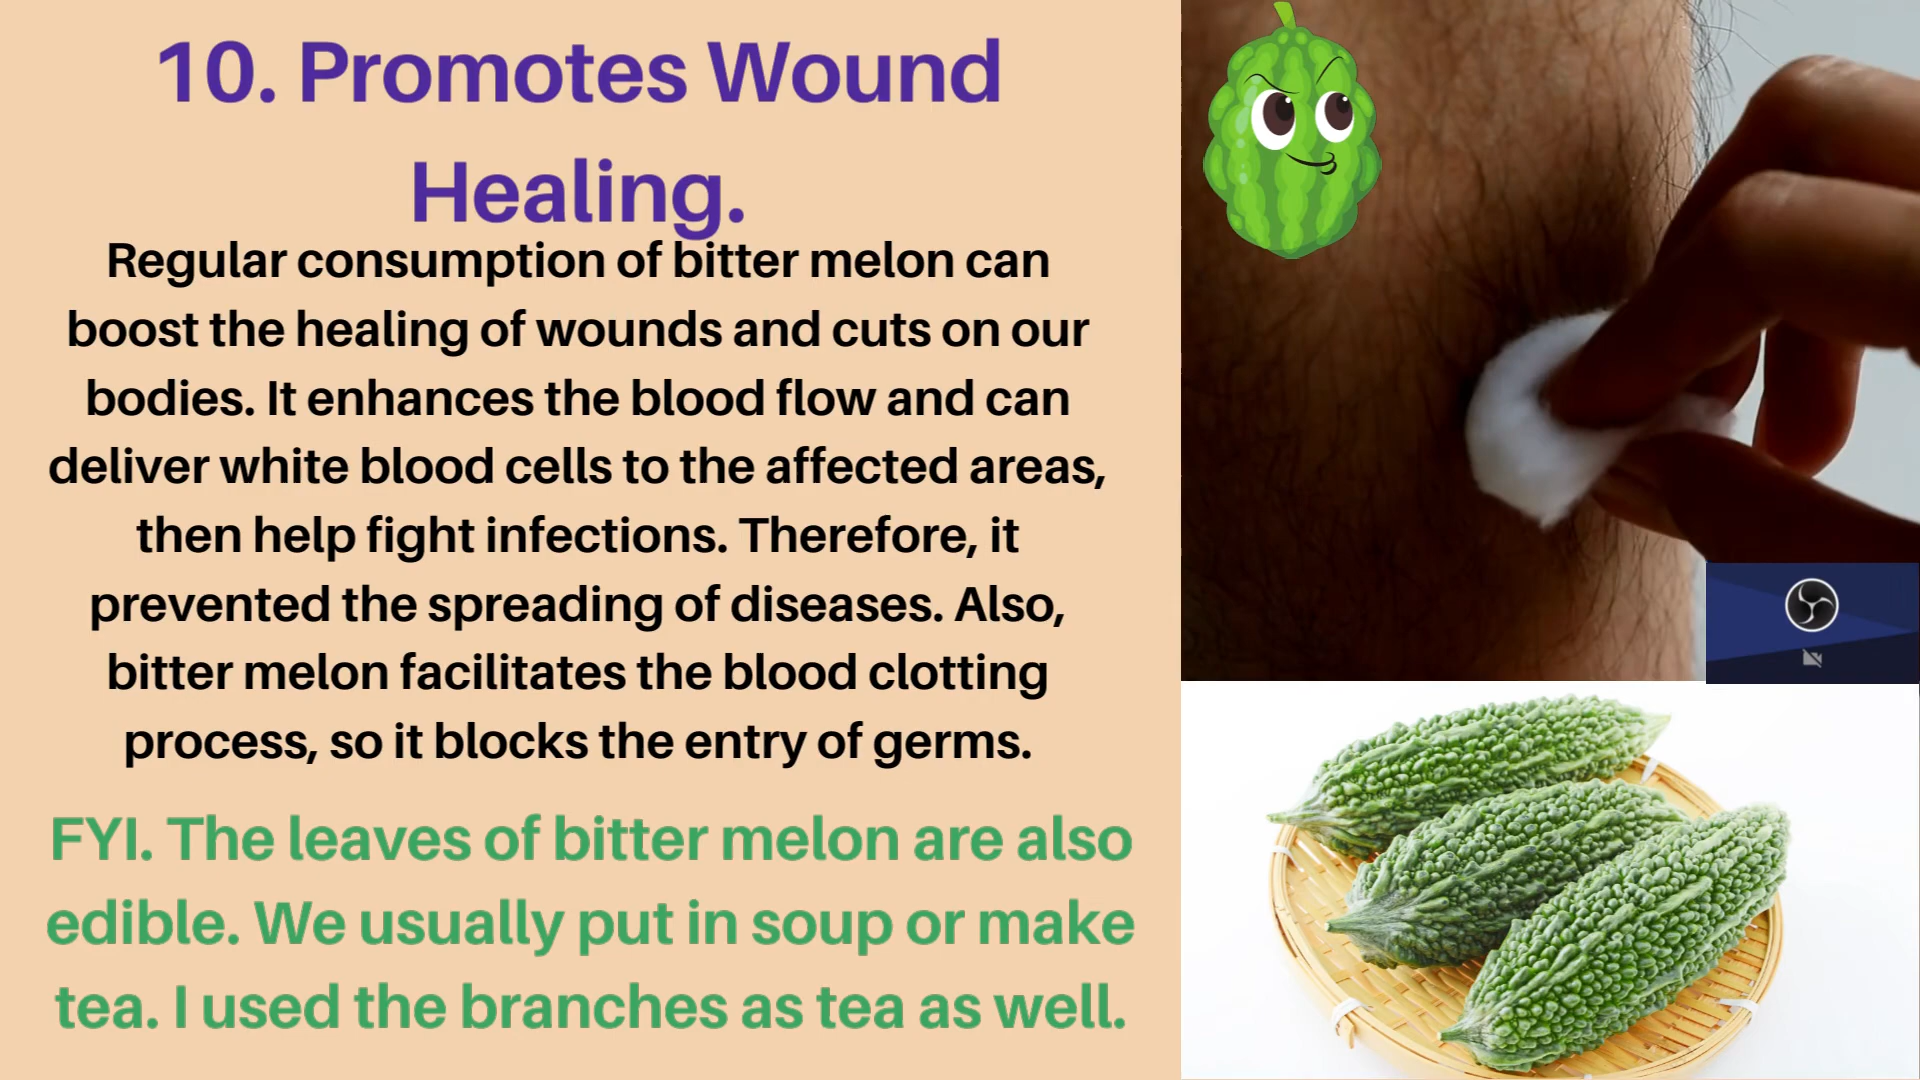 10. Promotes Wound
Healing.
Regular consumption of bitter melon can
boost the healing of wounds and cuts on our
bodies. It enhances the blood flow and can
deliver white blood cells to the affected areas,
then help fight infections. Therefore, it
prevented the spreading of diseases. Also,
bitter melon facilitates the blood clotting
process, so it blocks the entry of germs.
FYI. The leaves of bitter melon are also
edible. We usually put in soup or make
tea. I used the branches as tea as well.